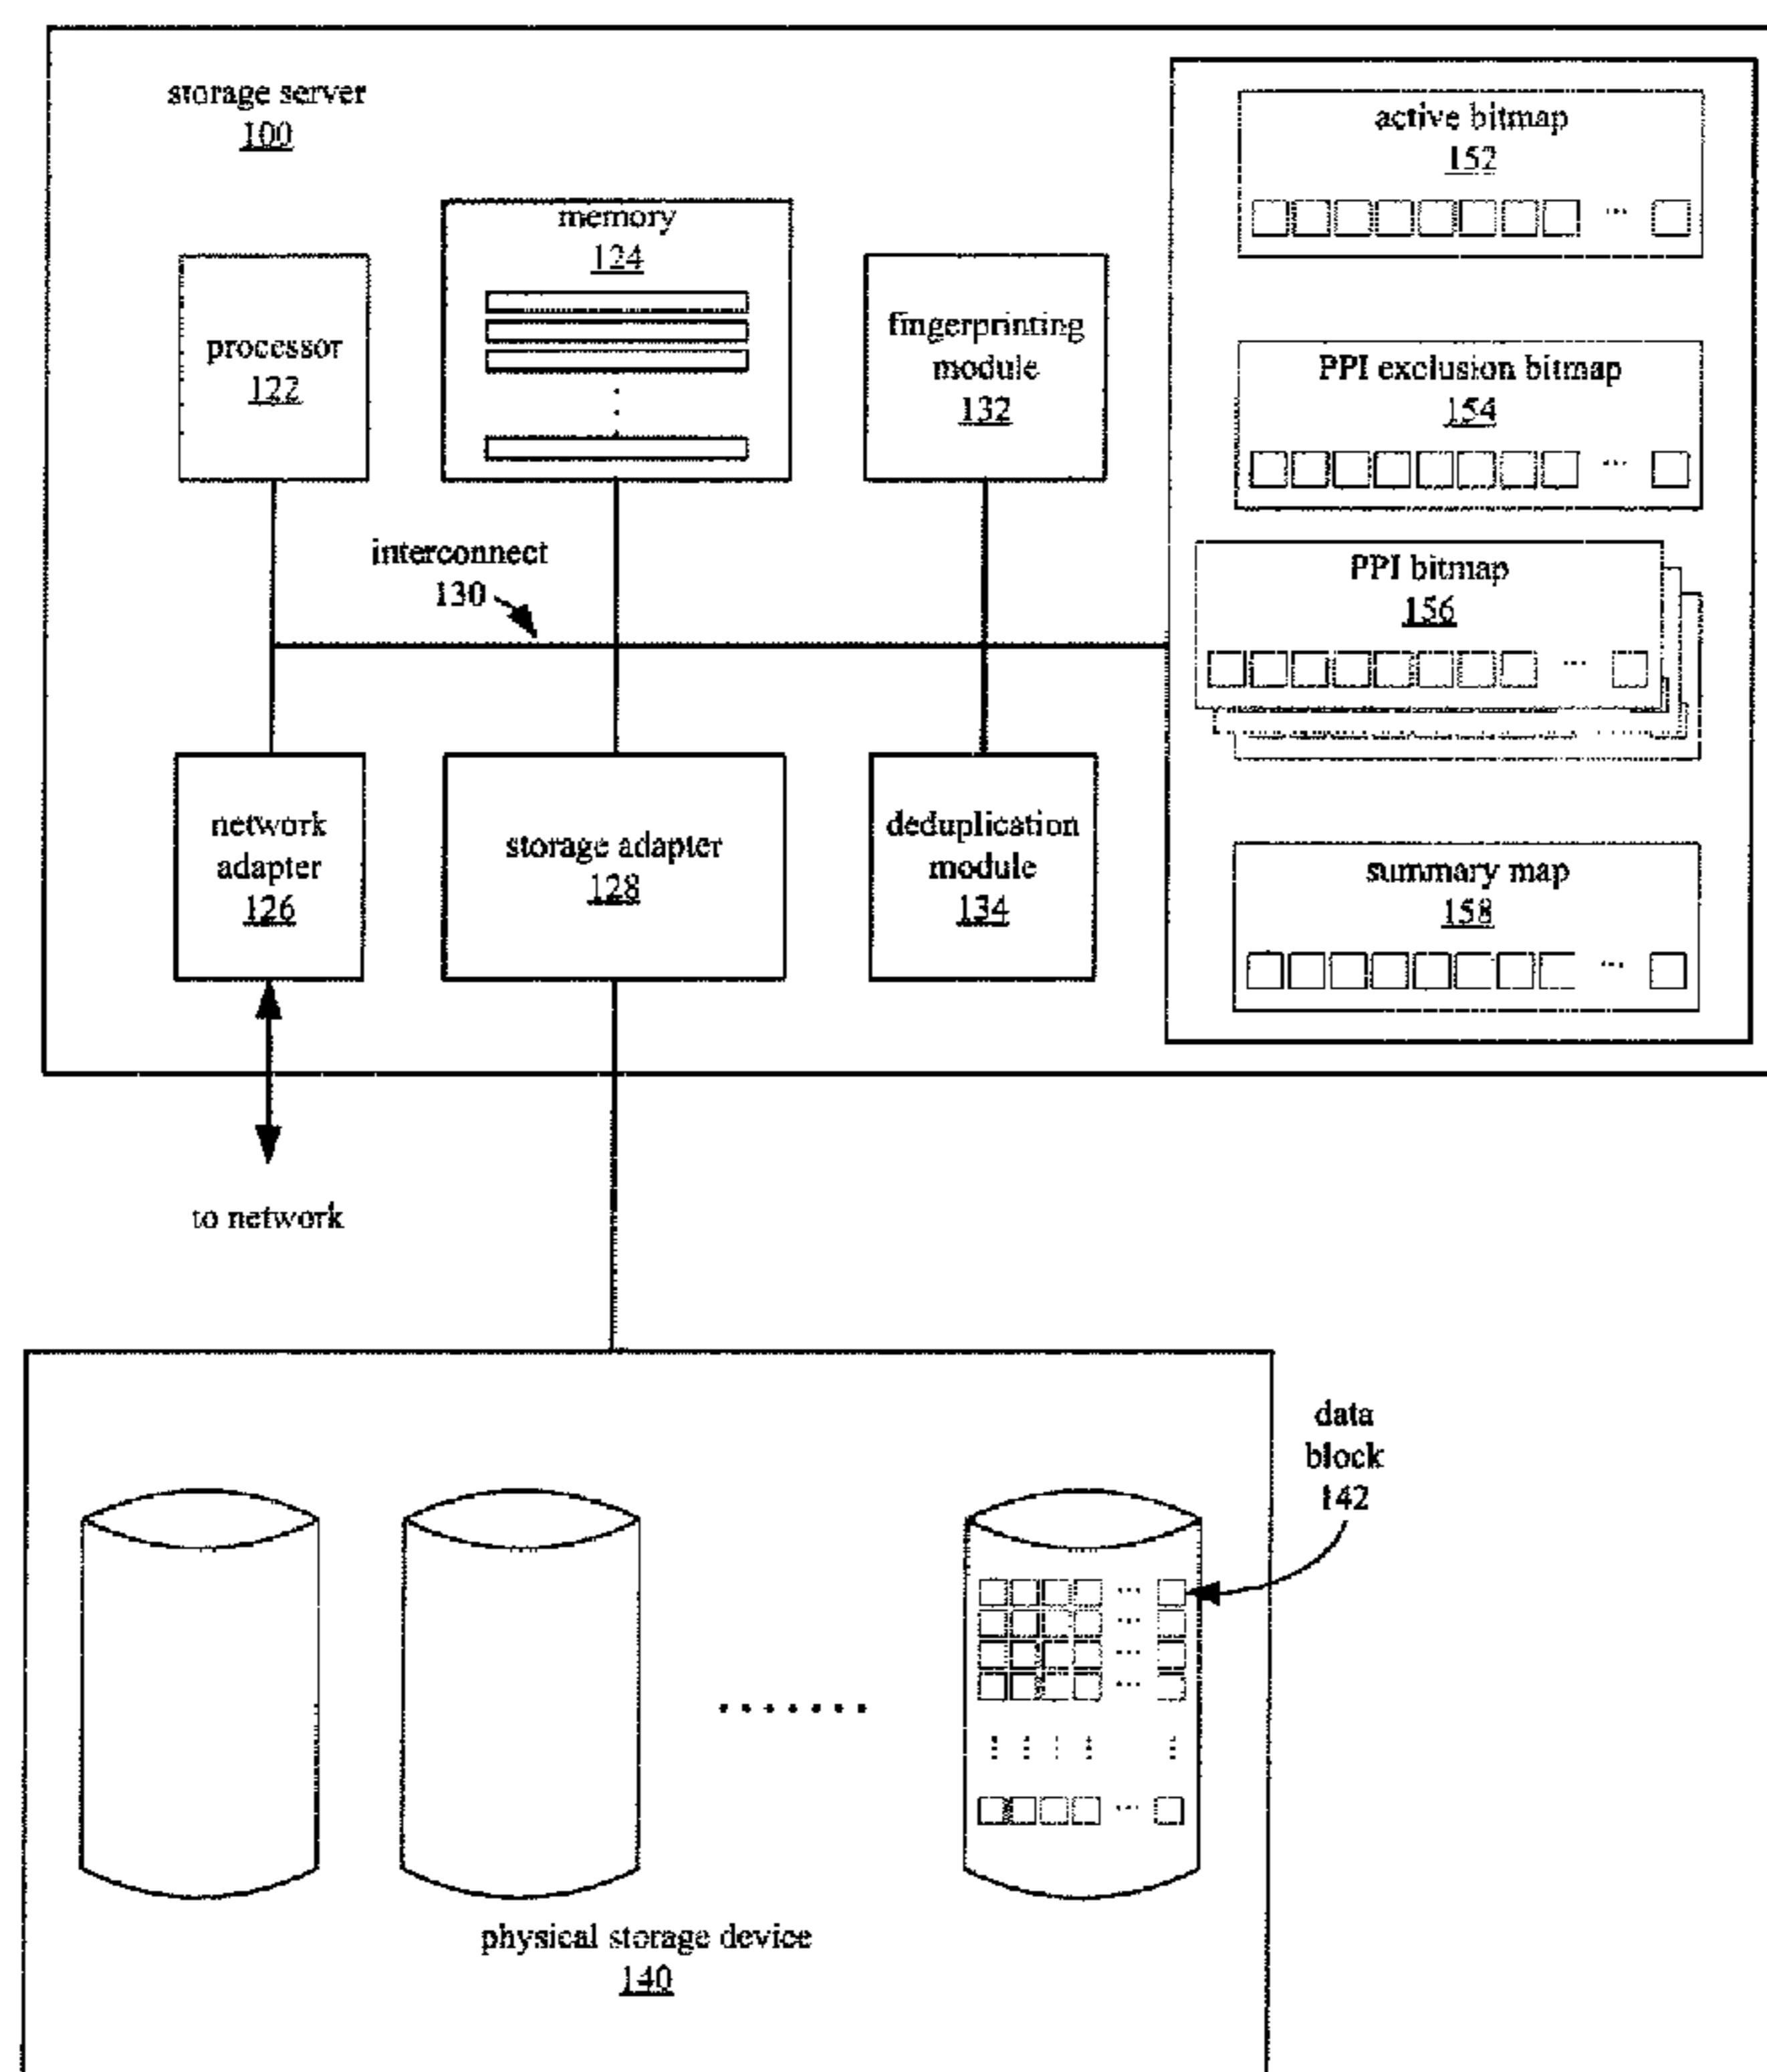 storage server
100
processor
122
memory
124
fingerprinting
module
132
interconnect
130
network
adapter
126
storage adapter
128
deduplication
module
134
active bitmap
152
...
PPI exclusion bitmap
154
...
PPI bitmap
156
...
summary map
158
...
to network
data
block
142
physical storage device
140